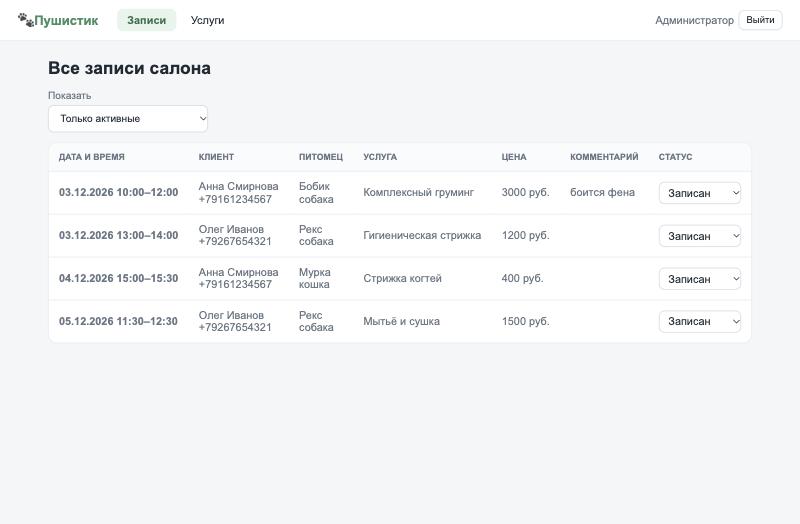 Пушистик Записи Услуги Администратор Выйти
Все записи салона
Показать
Только активные
ДАТА И ВРЕМЯ КЛИЕНТ ПИТОМЕЦ УСЛУГА ЦЕНА КОММЕНТАРИЙ СТАТУС
03.12.2026 10:00–12:00 Анна Смирнова +79161234567 Бобик собака Комплексный груминг 3000 руб. боится фена Записан
03.12.2026 13:00–14:00 Олег Иванов +79267654321 Рекс собака Гигиеническая стрижка 1200 руб. Записан
04.12.2026 15:00–15:30 Анна Смирнова +79161234567 Мурка кошка Стрижка когтей 400 руб. Записан
05.12.2026 11:30–12:30 Олег Иванов +79267654321 Рекс собака Мытьё и сушка 1500 руб. Записан